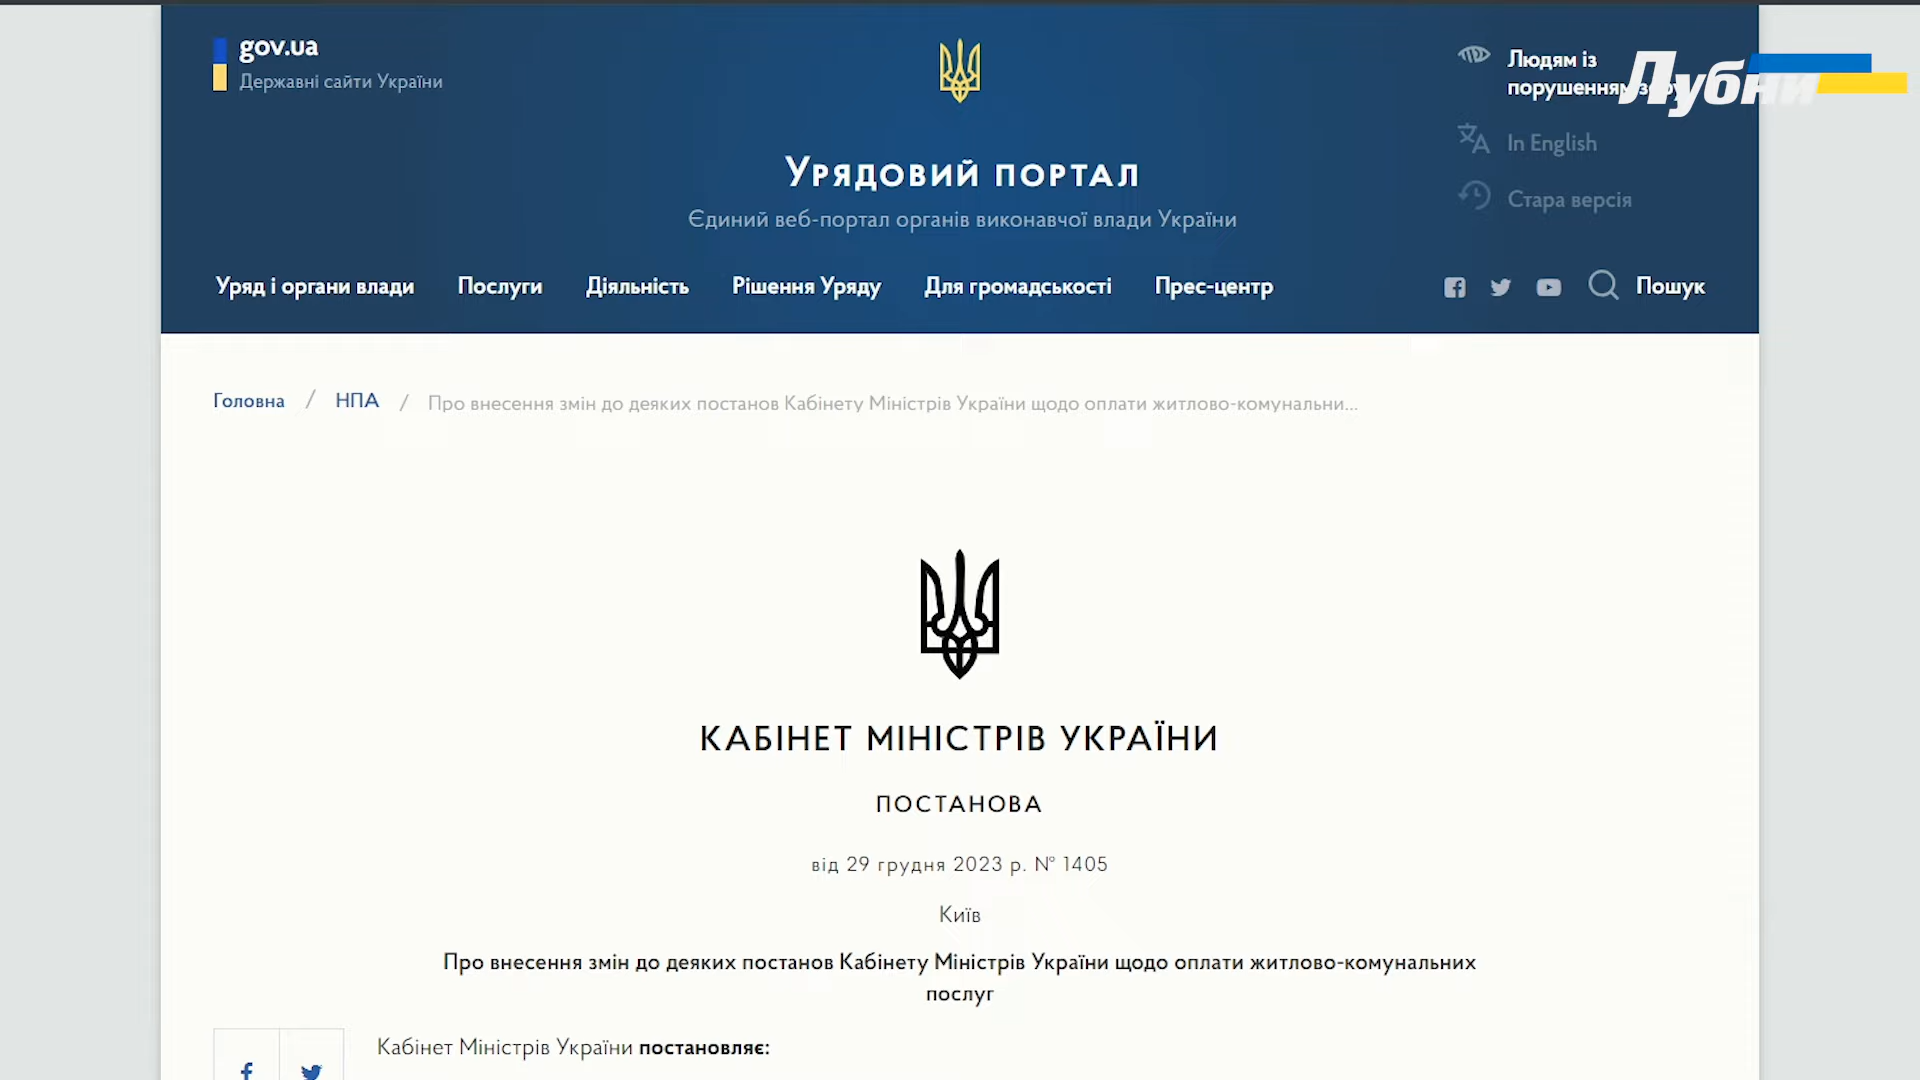 gov.ua
Державні сайти України
Людям із
порушенням зору
Лубни
In English
Стара версія
Урядовий портал
Єдиний веб-портал органів виконавчої влади України
Уряд і органи влади Послуги Діяльність Рішення Уряду Для громадськості Прес-центр Пошук
Головна / НПА / Про внесення змін до деяких постанов Кабінету Міністрів України щодо оплати житлово-комунальни...
КАБІНЕТ МІНІСТРІВ УКРАЇНИ
ПОСТАНОВА
від 29 грудня 2023 р. № 1405
Київ
Про внесення змін до деяких постанов Кабінету Міністрів України щодо оплати житлово-комунальних
послуг
Кабінет Міністрів України постановляє: